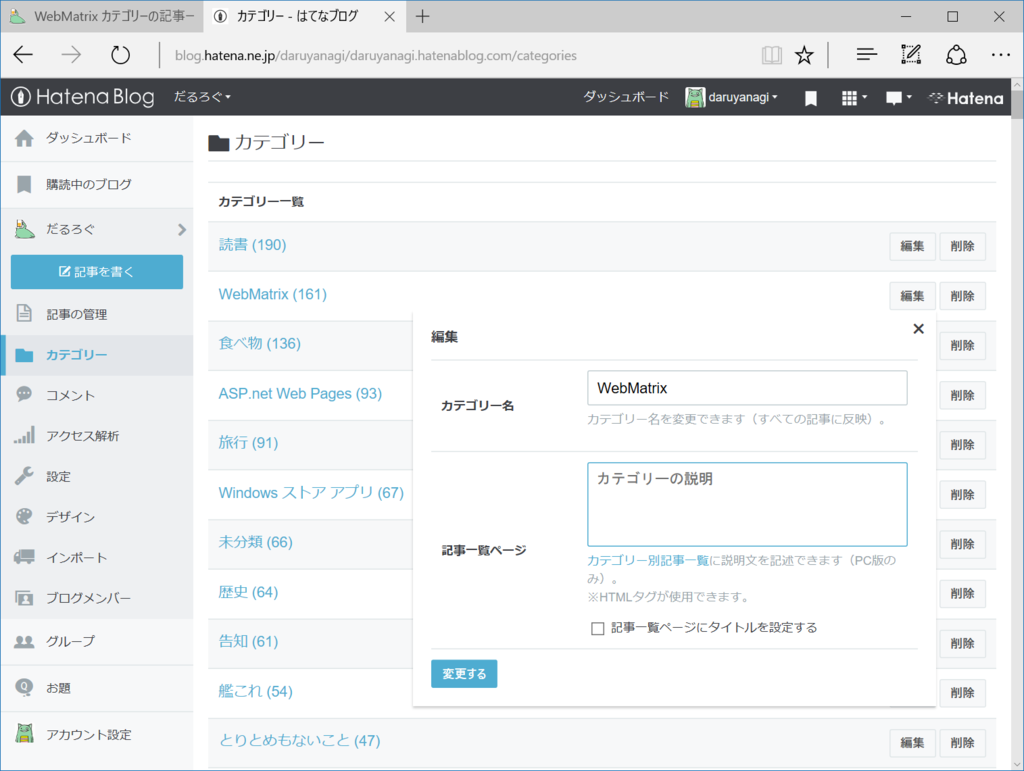 WebMatrix カテゴリーの記事一
カテゴリー - はてなブログ
blog.hatena.ne.jp/daruyanagi/daruyanagi.hatenablog.com/categories
Hatena Blog だるろぐ ダッシュボード daruyanagi Hatena
ダッシュボード
購読中のブログ
だるろぐ
記事を書く
記事の管理
カテゴリー
コメント
アクセス解析
設定
デザイン
インポート
ブログメンバー
グループ
お題
アカウント設定
カテゴリー
カテゴリー一覧
読書 (190) 編集 削除
WebMatrix (161) 編集 削除
食べ物 (136) 削除
ASP.net Web Pages (93) 削除
旅行 (91) 削除
Windows ストア アプリ (67) 削除
未分類 (66) 削除
歴史 (64) 削除
告知 (61) 削除
艦これ (54) 削除
とりとめもないこと (47) 編集 削除
編集
カテゴリー名
WebMatrix
カテゴリー名を変更できます（すべての記事に反映）。
記事一覧ページ
カテゴリーの説明
カテゴリー別記事一覧に説明文を記述できます（PC版の
み）。
※HTMLタグが使用できます。
記事一覧ページにタイトルを設定する
変更する